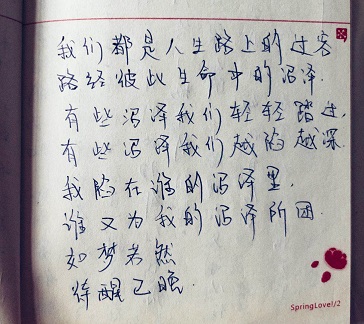 我们都是人生路上的过客
路经彼此生命中的沼泽.
有些沼泽我们轻轻踏过,
有些沼泽我们越陷越深.
我陷在谁的沼泽里.
谁又为我的沼泽所困.
如梦若然
待醒已晚.
SpringLove!/2